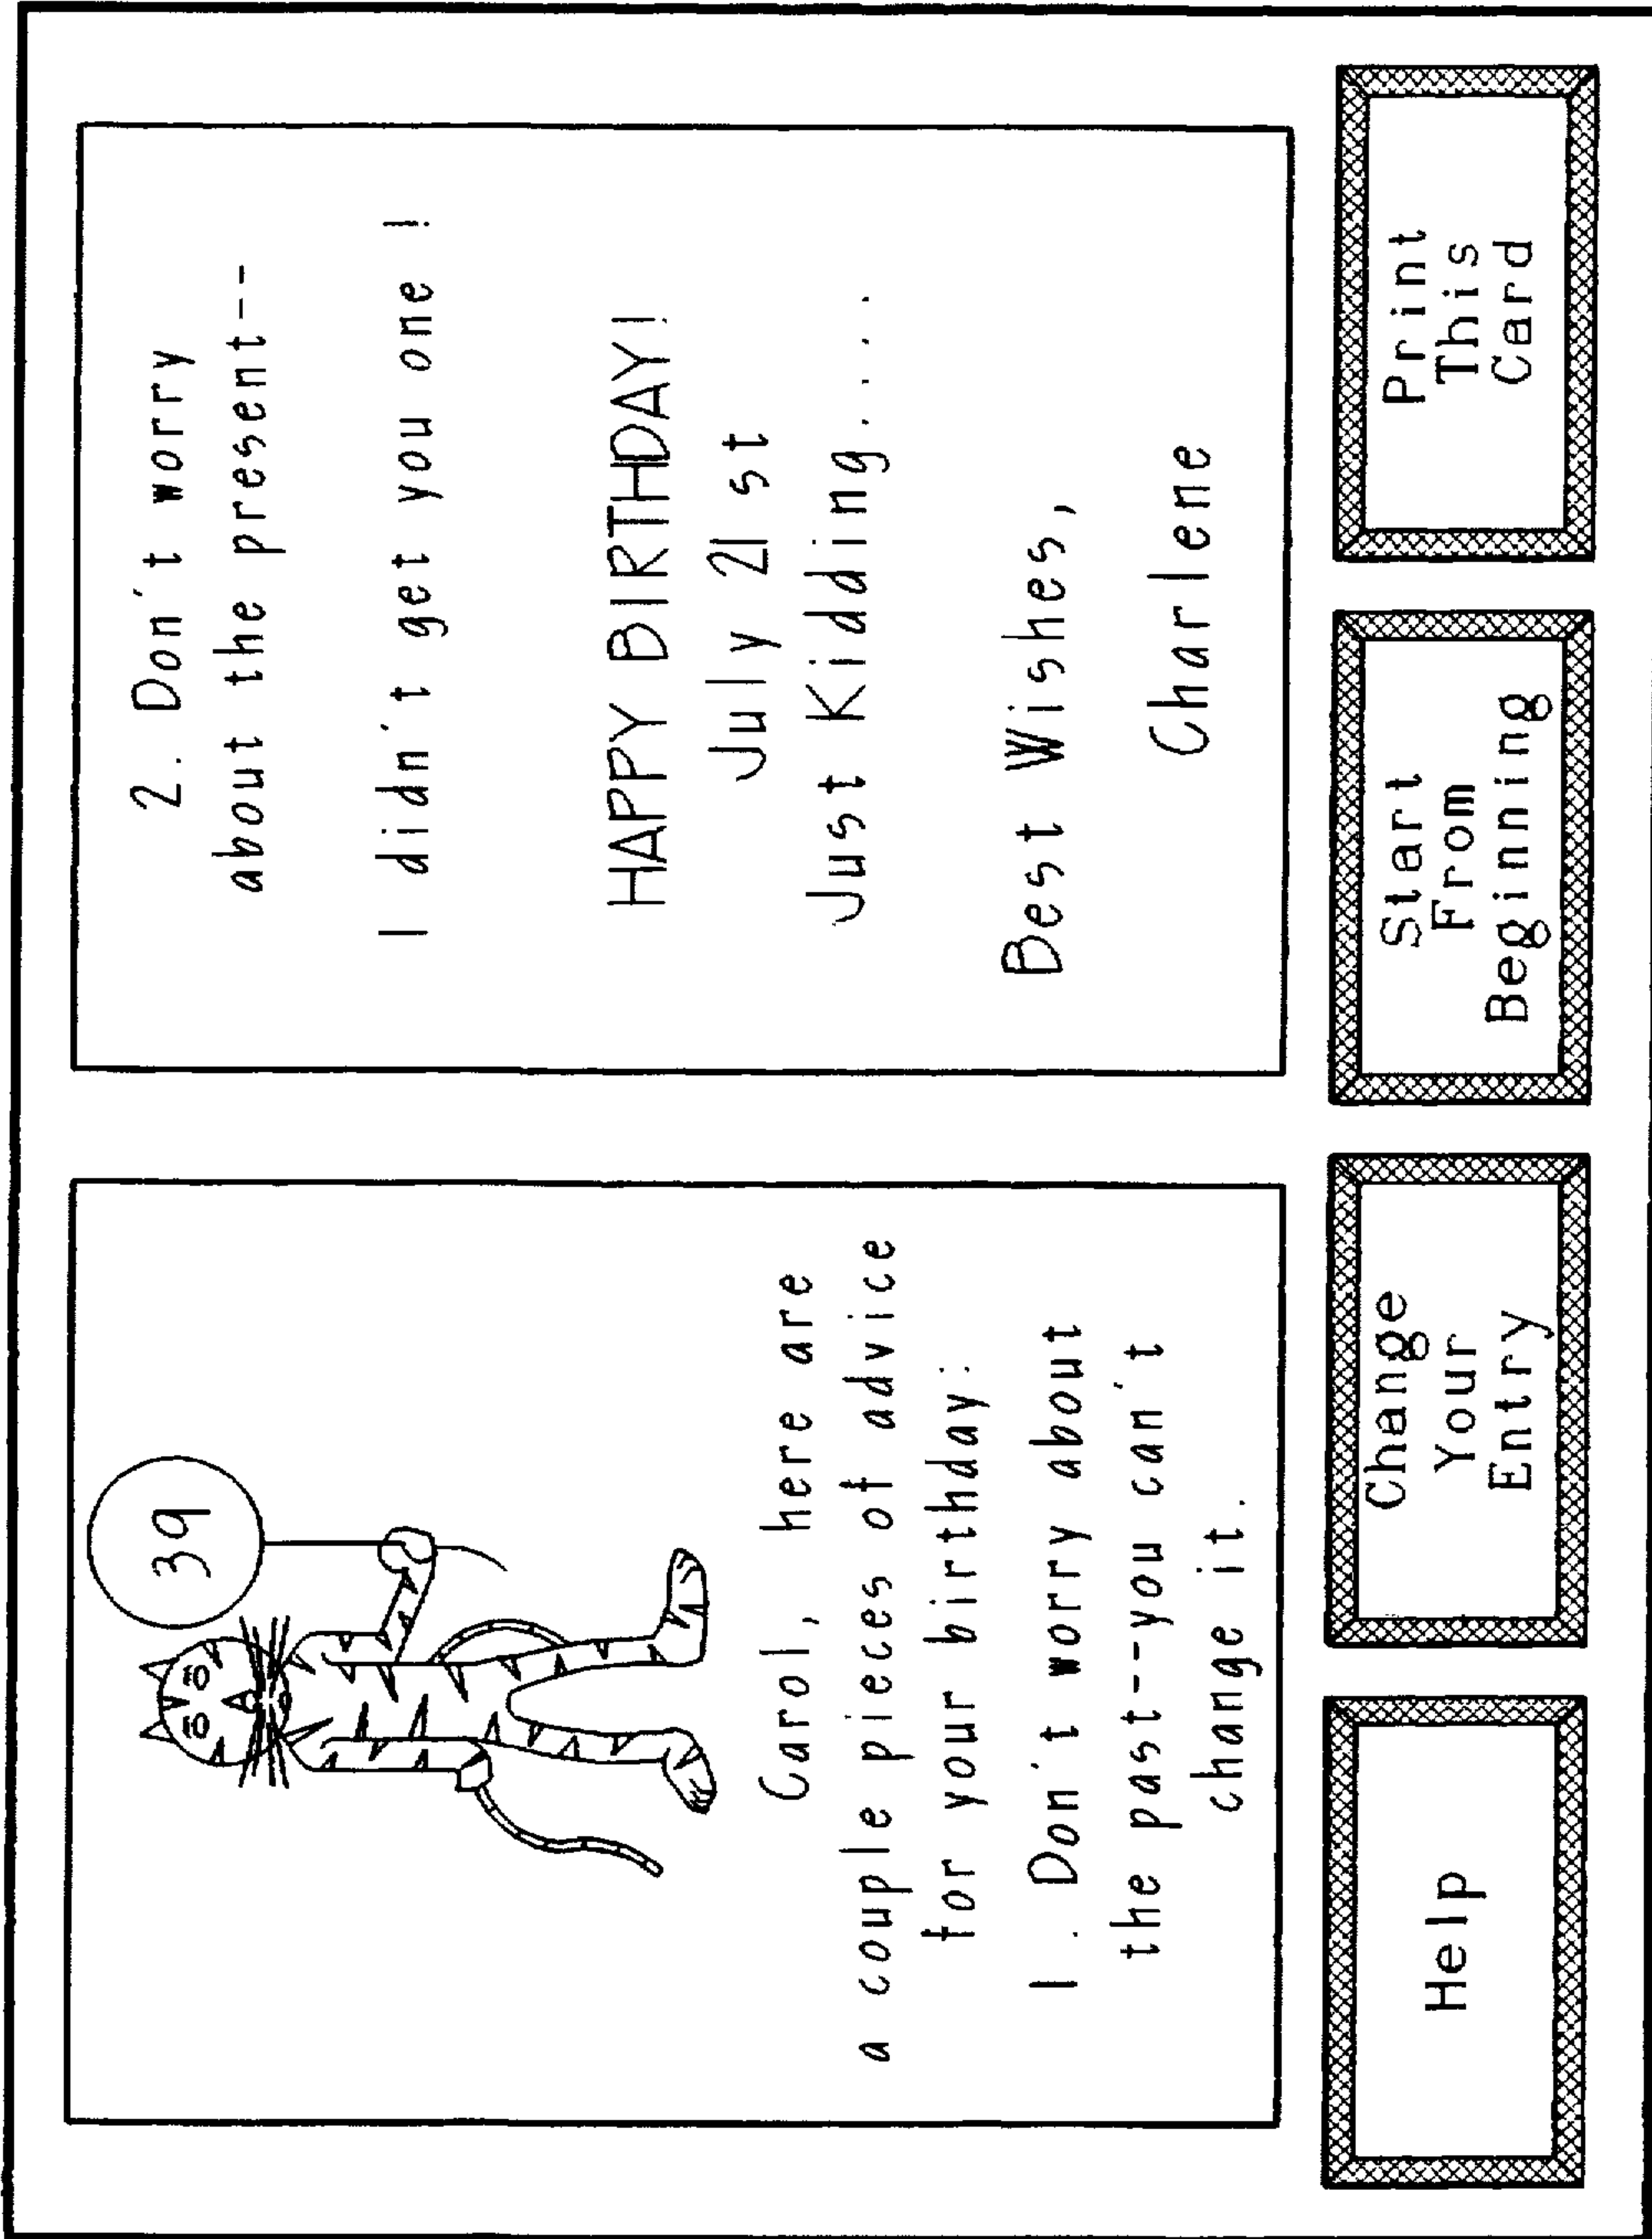 39
Carol, here are
a couple pieces of advice
for your birthday:
1. Don't worry about
the past--you can't
change it.
2. Don't worry
about the present--
I didn't get you one!
HAPPY BIRTHDAY!
July 21st
Just Kidding....
Best Wishes,
Charlene
Help
Change
Your
Entry
Start
From
Beginning
Print
This
Card